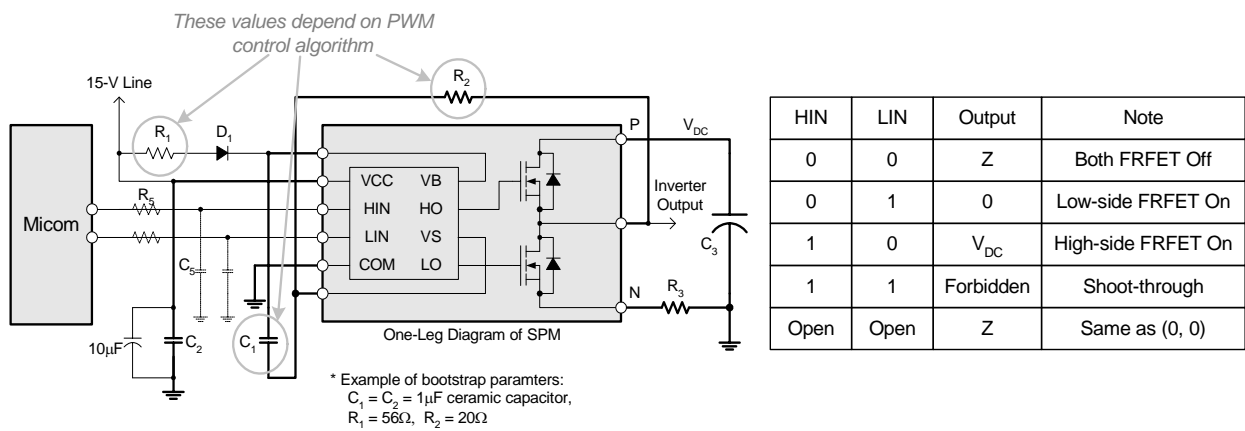 These values depend on PWM
control algorithm
15-V Line
R1
D1
R2
P
VDC
Micom
R5
C5
VCC
VB
HIN
HO
LIN
VS
COM
LO
Inverter
Output
C3
N
R3
10μF
C2
C1
One-Leg Diagram of SPM
* Example of bootstrap paramters:
C1 = C2 = 1μF ceramic capacitor,
R1 = 56Ω, R2 = 20Ω
HIN LIN Output Note
0 0 Z Both FRFET Off
0 1 0 Low-side FRFET On
1 0 VDC High-side FRFET On
1 1 Forbidden Shoot-through
Open Open Z Same as (0, 0)